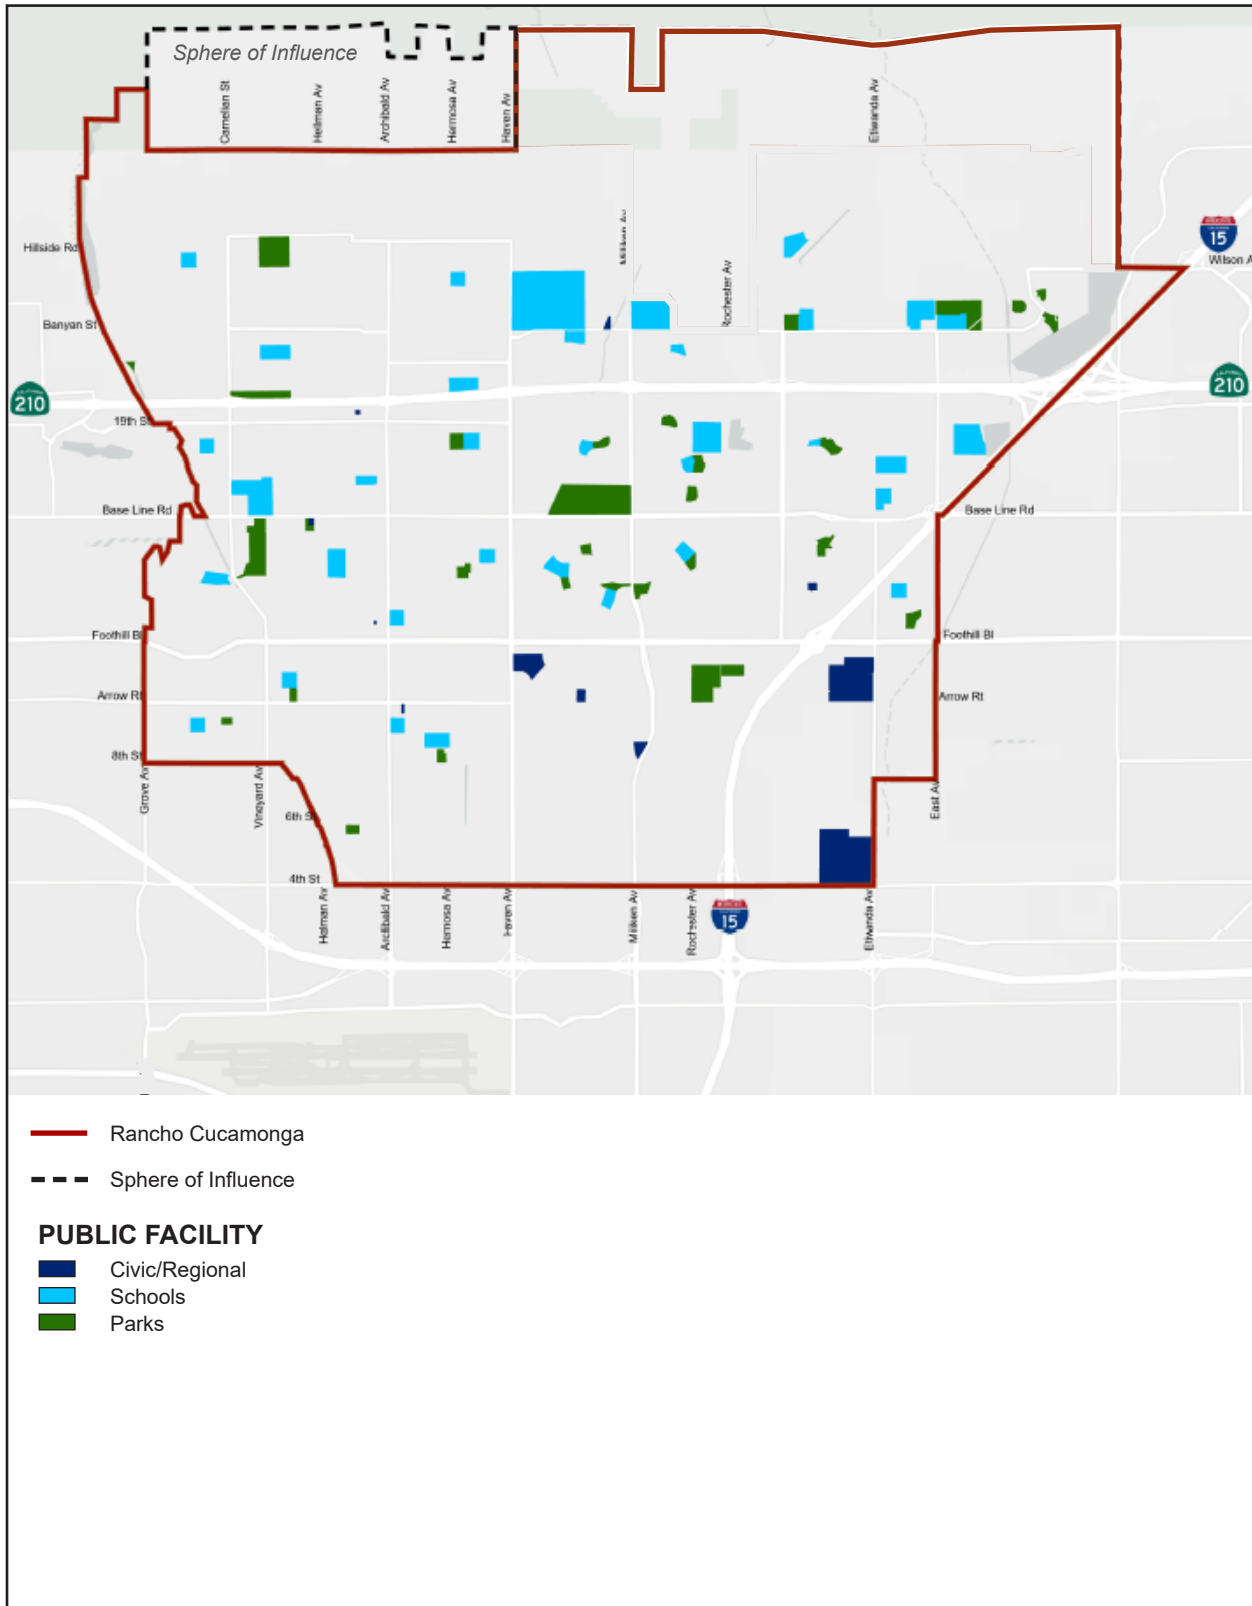 Sphere of Influence
Carnelian St
Hellman Av
Archibald Av
Hermosa Av
Haven Av
Etiwanda Av
Milliken Av
Rochester Av
Hillside Rd
15
Wilson A
Banyan St
210
210
19th St
Base Line Rd
Base Line Rd
Foothill Bl
Foothill Bl
Arrow Rt
Arrow Rt
8th St
Grove Av
Vineyard Av
6th St
East Av
4th St
Helman Av
Archibald Av
Hermosa Av
Haven Av
Milliken Av
Rochester Av
15
Etiwanda Av
Rancho Cucamonga
Sphere of Influence
PUBLIC FACILITY
Civic/Regional
Schools
Parks